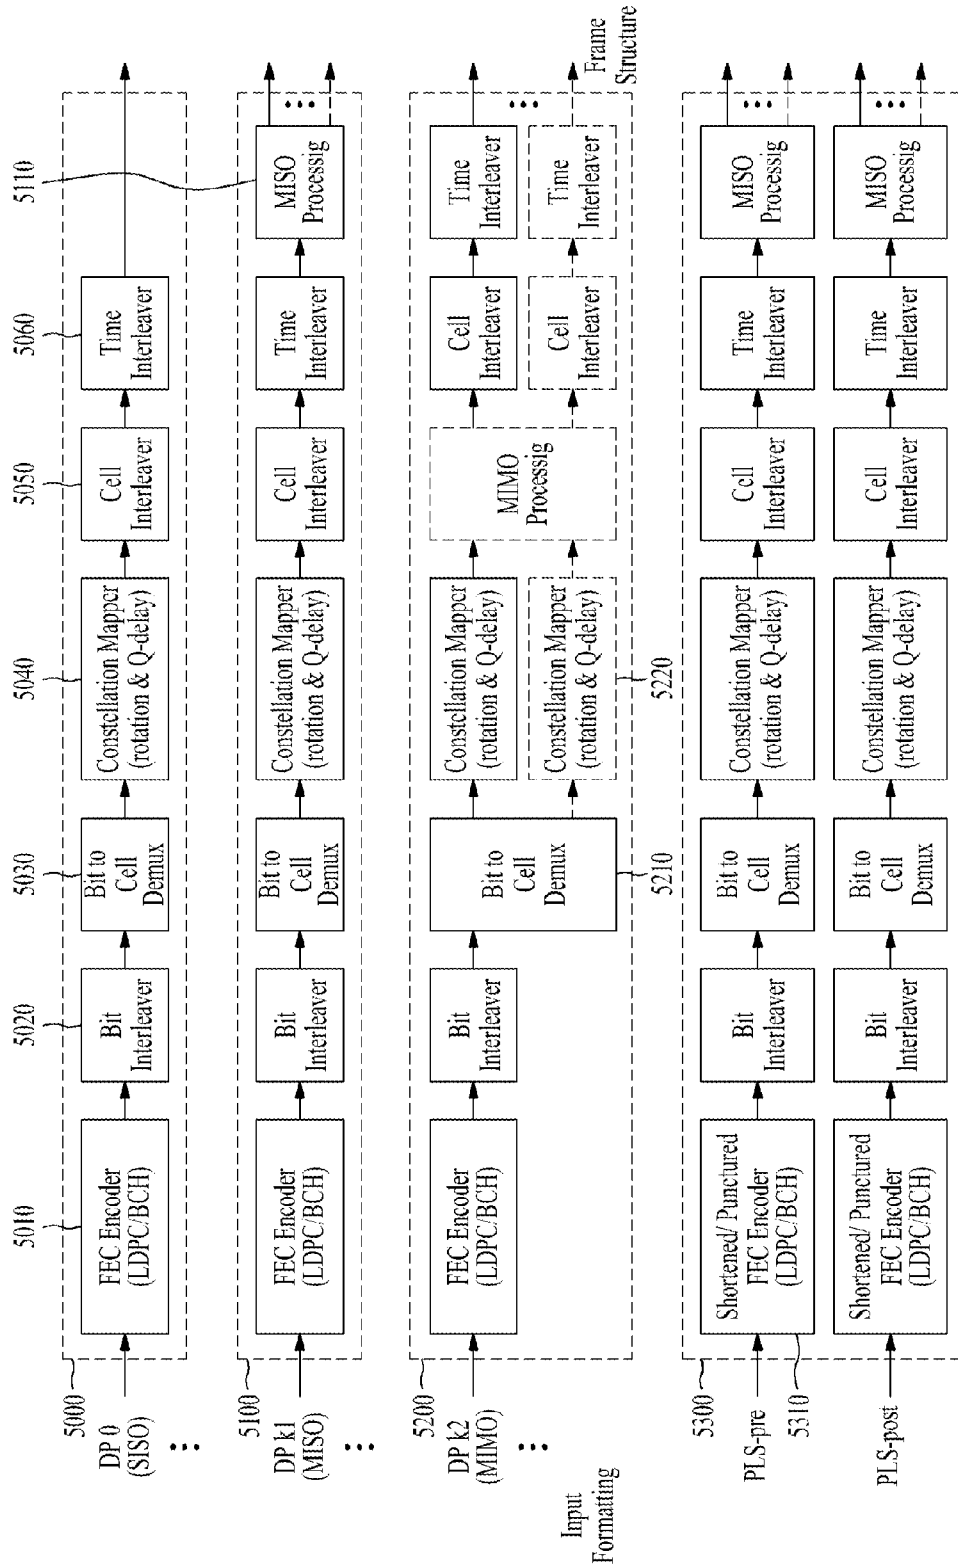 5010
5020
5030
5040
5050
5060
5110
5000
DP 0
(SISO)
FEC Encoder
(LDPC/BCH)
Bit
Interleaver
Bit to
Cell
Demux
Constellation Mapper
(rotation & Q-delay)
Cell
Interleaver
Time
Interleaver
5100
DP k1
(MISO)
FEC Encoder
(LDPC/BCH)
Bit
Interleaver
Bit to
Cell
Demux
Constellation Mapper
(rotation & Q-delay)
Cell
Interleaver
Time
Interleaver
MISO
Processig
5200
DP k2
(MIMO)
FEC Encoder
(LDPC/BCH)
Bit
Interleaver
Bit to
Cell
Demux
5210
Constellation Mapper
(rotation & Q-delay)
Constellation Mapper
(rotation & Q-delay)
5220
MIMO
Processig
Cell
Interleaver
Time
Interleaver
Cell
Interleaver
Time
Interleaver
Input
Formatting
Frame
Structure
5300
PLS-pre
Shortened/ Punctured
FEC Encoder
(LDPC/BCH)
5310
Bit
Interleaver
Bit to
Cell
Demux
Constellation Mapper
(rotation & Q-delay)
Cell
Interleaver
Time
Interleaver
MISO
Processig
PLS-post
Shortened/ Punctured
FEC Encoder
(LDPC/BCH)
Bit
Interleaver
Bit to
Cell
Demux
Constellation Mapper
(rotation & Q-delay)
Cell
Interleaver
Time
Interleaver
MISO
Processig